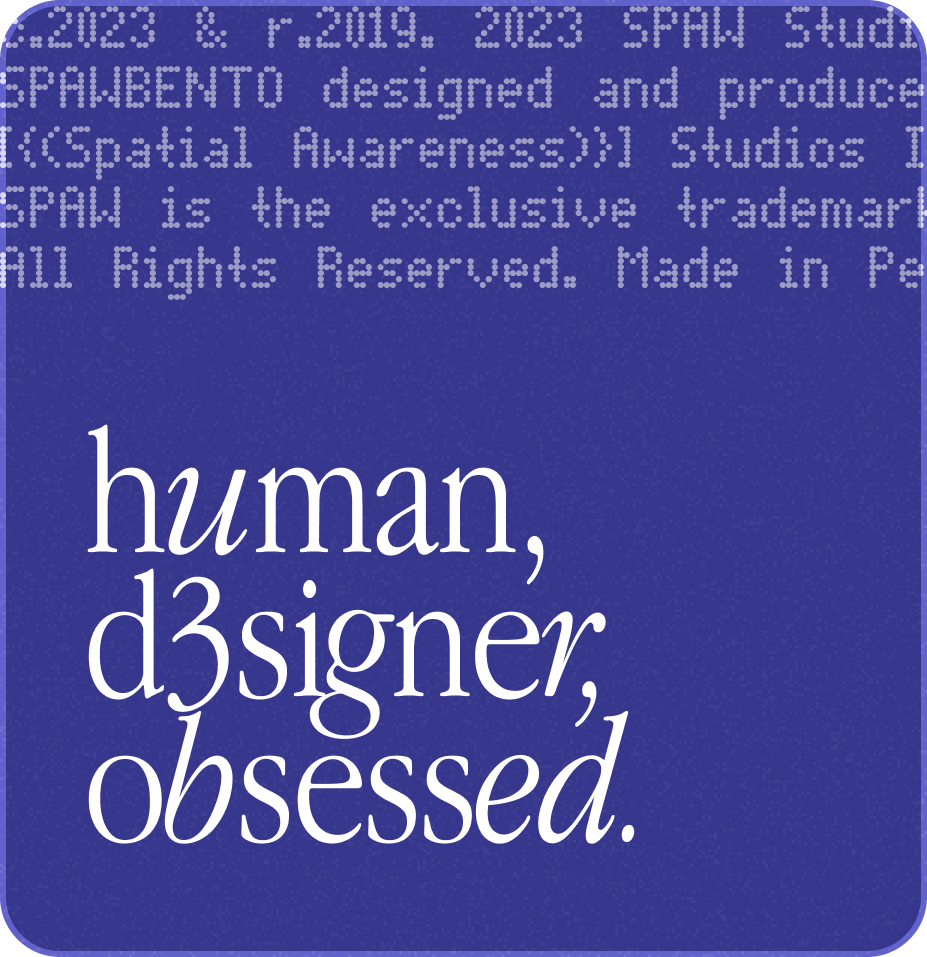 .2023 & r.2019. 2023 SPAW Studi
SPAWBENTO designed and produce
[{(Spatial Awareness)}] Studios I
SPAW is the exclusive trademark
All Rights Reserved. Made in Pe
human,
d3signer,
obsessed.